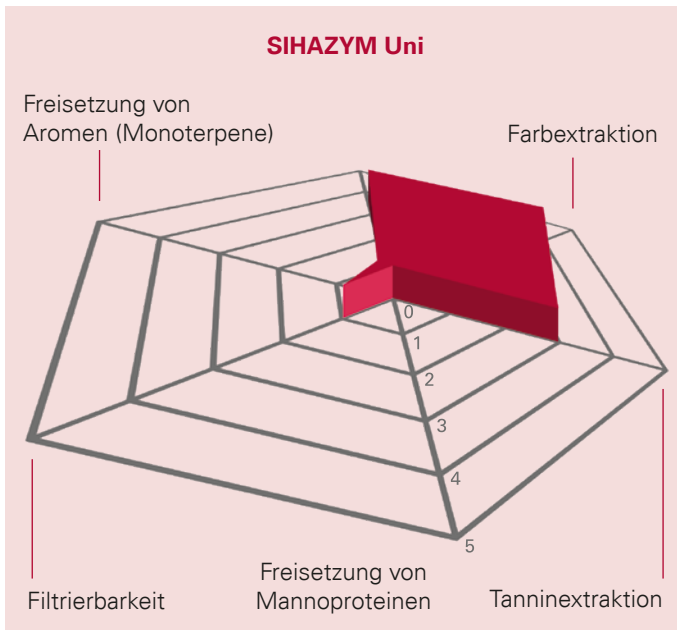 SIHAZYM Uni
Freisetzung von
Aromen (Monoterpene)
Farbextraktion
0
1
2
3
4
5
Filtrierbarkeit
Freisetzung von
Mannoproteinen
Tanninextraktion